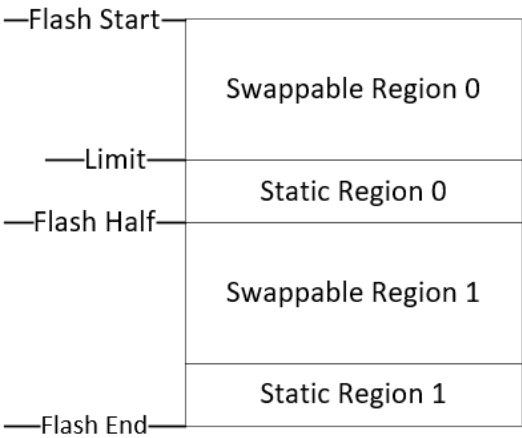 Flash Start
Swappable Region 0
Limit
Static Region 0
Flash Half
Swappable Region 1
Static Region 1
Flash End